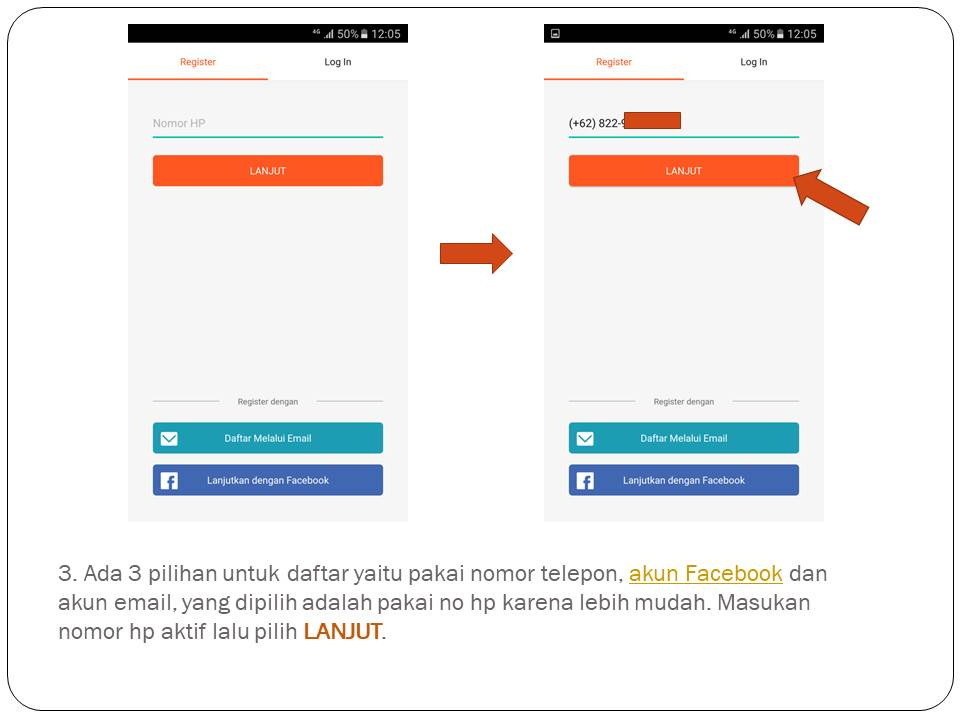 4G 50% 12:05
Register Log In
Nomor HP
LANJUT
Register dengan
Daftar Melalui Email
Lanjutkan dengan Facebook
4G 50% 12:05
Register Log In
(+62) 822-9
LANJUT
Register dengan
Daftar Melalui Email
Lanjutkan dengan Facebook
3. Ada 3 pilihan untuk daftar yaitu pakai nomor telepon, akun Facebook dan
akun email, yang dipilih adalah pakai no hp karena lebih mudah. Masukan
nomor hp aktif lalu pilih LANJUT.